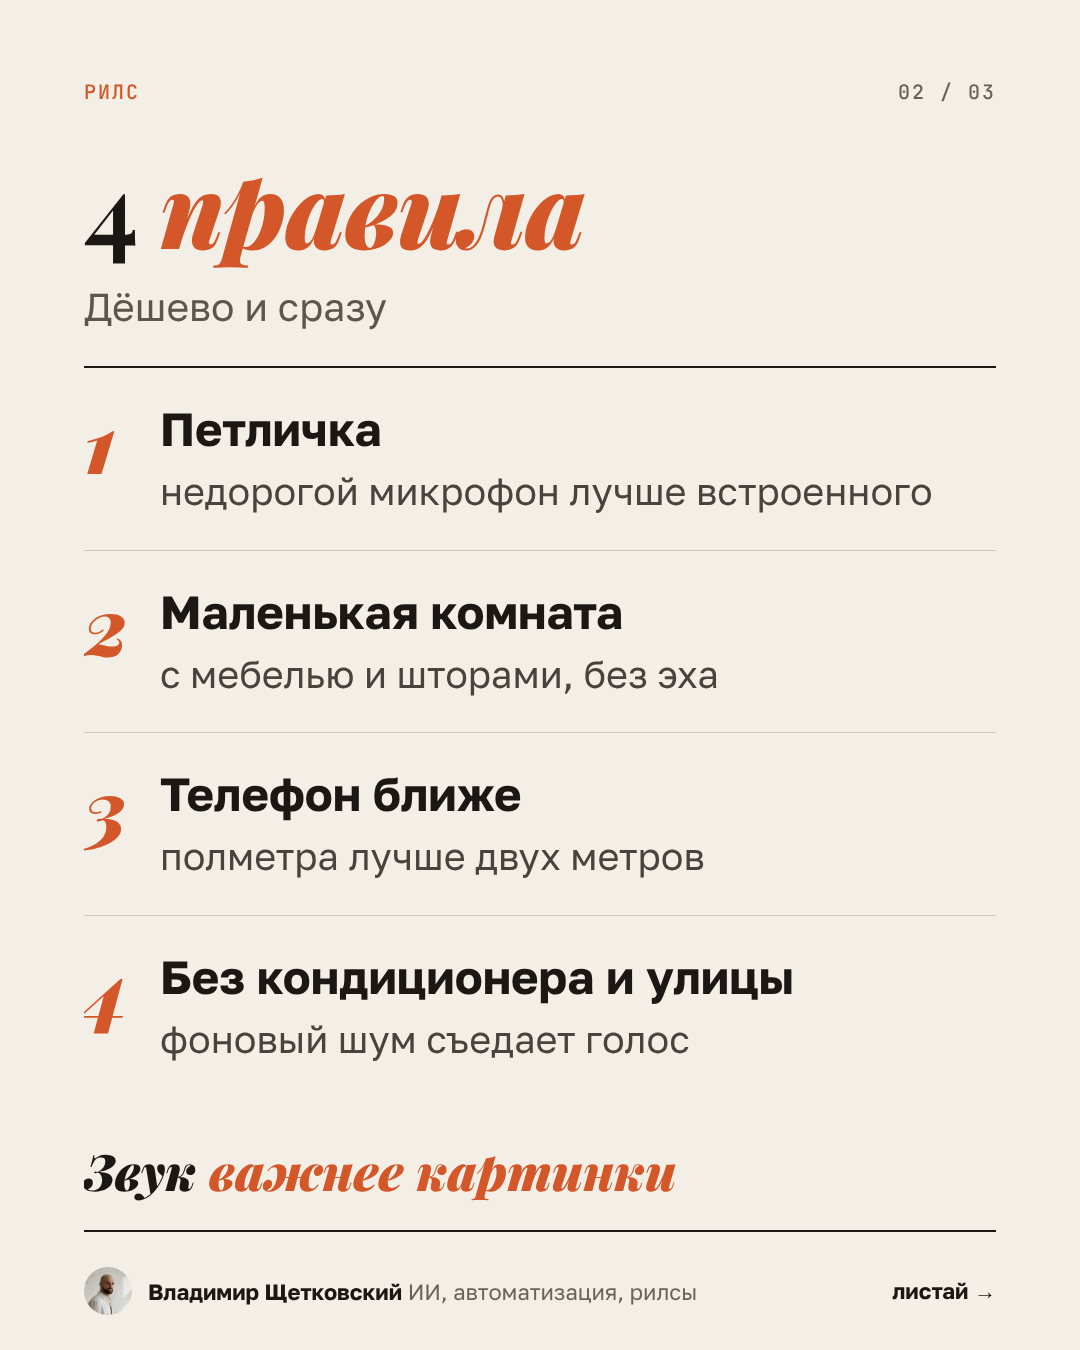 РИЛС
02 / 03
4 правила
Дёшево и сразу
1
Петличка
недорогой микрофон лучше встроенного
2
Маленькая комната
с мебелью и шторами, без эха
3
Телефон ближе
полметра лучше двух метров
4
Без кондиционера и улицы
фоновый шум съедает голос
Звук важнее картинки
Владимир Щетковский ИИ, автоматизация, рилсы
листай →